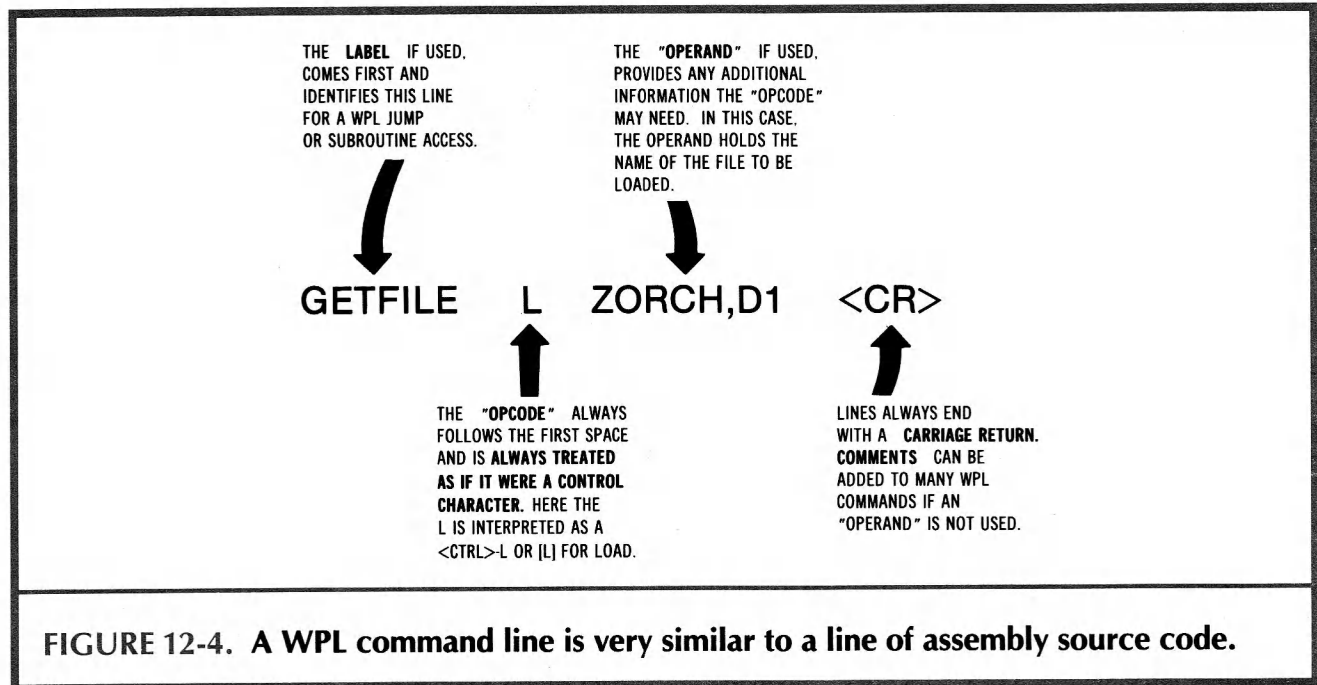 THE LABEL IF USED,
COMES FIRST AND
IDENTIFIES THIS LINE
FOR A WPL JUMP
OR SUBROUTINE ACCESS.
THE "OPERAND" IF USED,
PROVIDES ANY ADDITIONAL
INFORMATION THE "OPCODE"
MAY NEED. IN THIS CASE,
THE OPERAND HOLDS THE
NAME OF THE FILE TO BE
LOADED.
GETFILE L ZORCH,D1 <CR>
THE "OPCODE" ALWAYS
FOLLOWS THE FIRST SPACE
AND IS ALWAYS TREATED
AS IF IT WERE A CONTROL
CHARACTER. HERE THE
L IS INTERPRETED AS A
<CTRL>-L OR [L] FOR LOAD.
LINES ALWAYS END
WITH A CARRIAGE RETURN.
COMMENTS CAN BE
ADDED TO MANY WPL
COMMANDS IF AN
"OPERAND" IS NOT USED.
FIGURE 12-4. A WPL command line is very similar to a line of assembly source code.